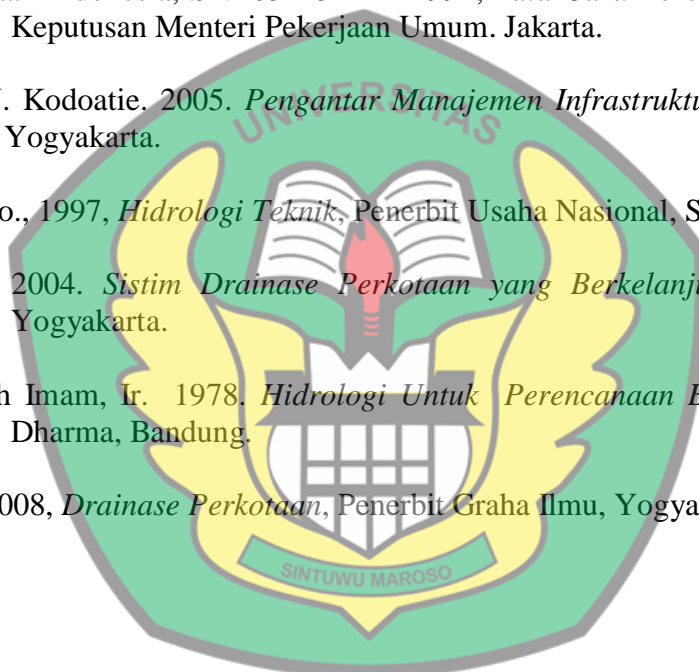 Keputusan Menteri Pekerjaan Umum. Jakarta.
Kodoatie. 2005. Pengantar Manajemen Infrastruktu
Yogyakarta.
o., 1997, Hidrologi Teknik, Penerbit Usaha Nasional, S
2004. Sistim Drainase Perkotaan yang Berkelanju
Yogyakarta.
h Imam, Ir. 1978. Hidrologi Untuk Perencanaan B
Dharma, Bandung.
008, Drainase Perkotaan, Penerbit Graha Ilmu, Yogya
UNIVERSITAS
SINTUWU MAROSO